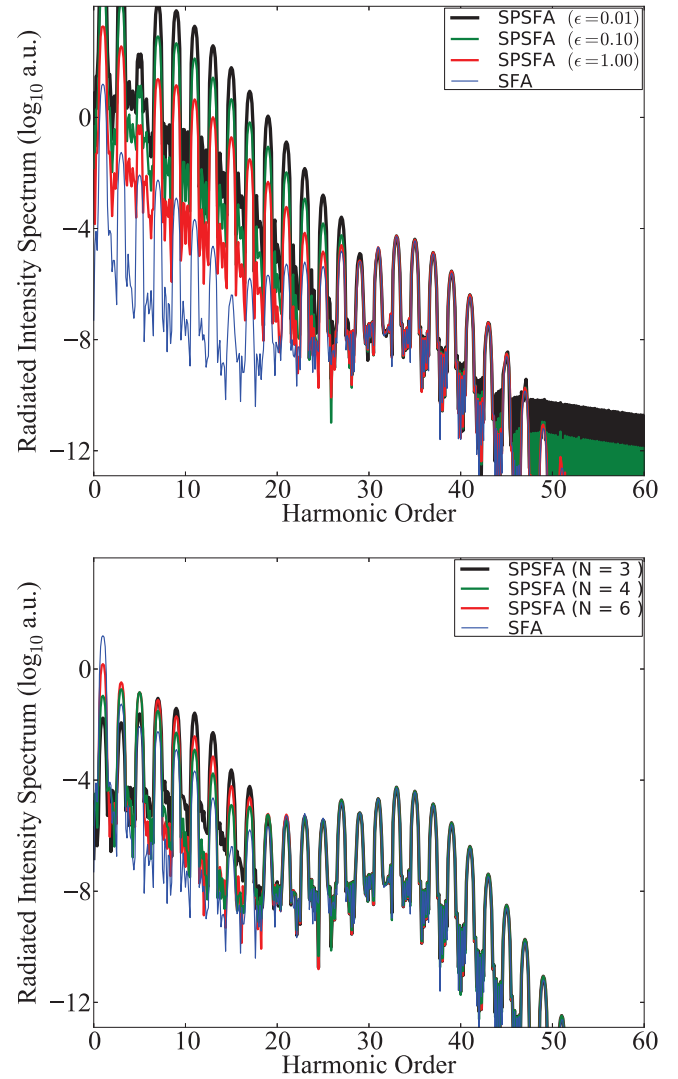 SPSFA (ϵ=0.01)
SPSFA (ϵ=0.10)
SPSFA (ϵ=1.00)
SFA
Radiated Intensity Spectrum (log10 a.u.)
0
−4
−8
−12
0 10 20 30 40 50 60
Harmonic Order
SPSFA (N = 3 )
SPSFA (N = 4 )
SPSFA (N = 6 )
SFA
Radiated Intensity Spectrum (log10 a.u.)
0
−4
−8
−12
0 10 20 30 40 50 60
Harmonic Order